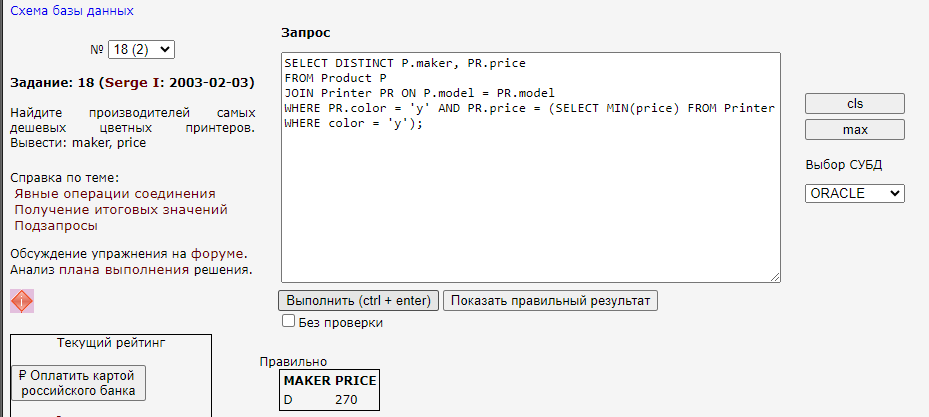 Схема базы данных
№ 18 (2)
Задание: 18 (Serge I: 2003-02-03)
Найдите производителей самых
дешевых цветных принтеров.
Вывести: maker, price
Справка по теме:
Явные операции соединения
Получение итоговых значений
Подзапросы
Обсуждение упражнения на форуме.
Анализ плана выполнения решения.
Текущий рейтинг
₽ Оплатить картой
российского банка
Запрос
SELECT DISTINCT P.maker, PR.price
FROM Product P
JOIN Printer PR ON P.model = PR.model
WHERE PR.color = 'y' AND PR.price = (SELECT MIN(price) FROM Printer
WHERE color = 'y');
Выполнить (ctrl + enter) Показать правильный результат
Без проверки
Правильно
MAKER PRICE
D 270
cls
max
Выбор СУБД
ORACLE